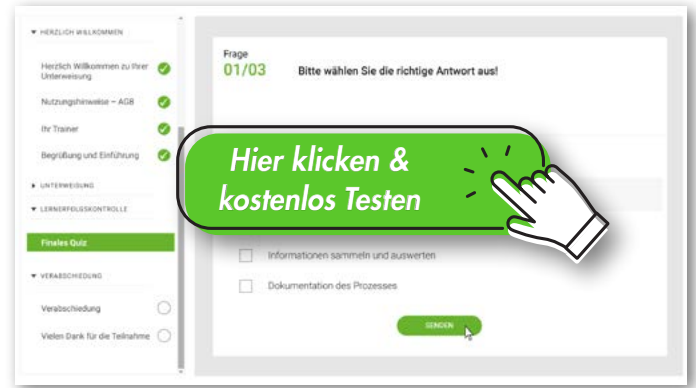 HERZLICH WILLKOMMEN
Herzlich Willkommen zu Ihrer
Unterweisung
Nutzungshinweise – AGB
Ihr Trainer
Begrüßung und Einführung
UNTERWEISUNG
LERNERFOLGSKONTROLLE
Finales Quiz
VERABSCHIEDUNG
Verabschiedung
Vielen Dank für die Teilnahme
Frage
01/03
Bitte wählen Sie die richtige Antwort aus!
Hier klicken &
kostenlos Testen
Informationen sammeln und auswerten
Dokumentation des Prozesses
SENDEN